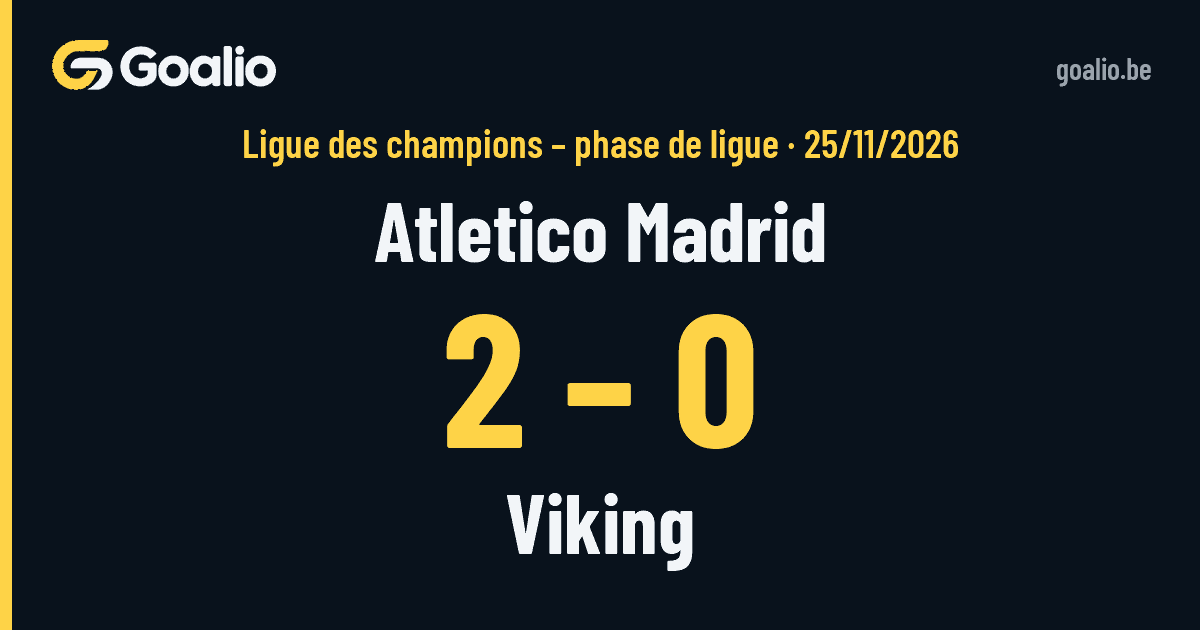 Goalio
goalio.be
Ligue des champions – phase de ligue · 25/11/2026
Atletico Madrid
2 – 0
Viking